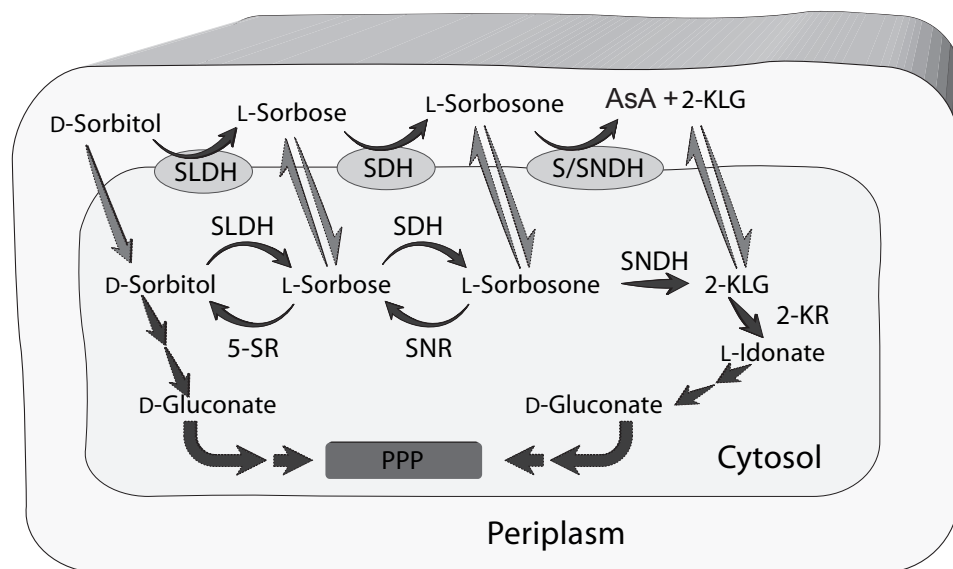 D-Sorbitol
L-Sorbose
L-Sorbosone
AsA + 2-KLG
SLDH
SDH
S/SNDH
SLDH
SDH
SNDH
D-Sorbitol
L-Sorbose
L-Sorbosone
2-KLG
5-SR
SNR
2-KR
L-Idonate
D-Gluconate
D-Gluconate
PPP
Cytosol
Periplasm